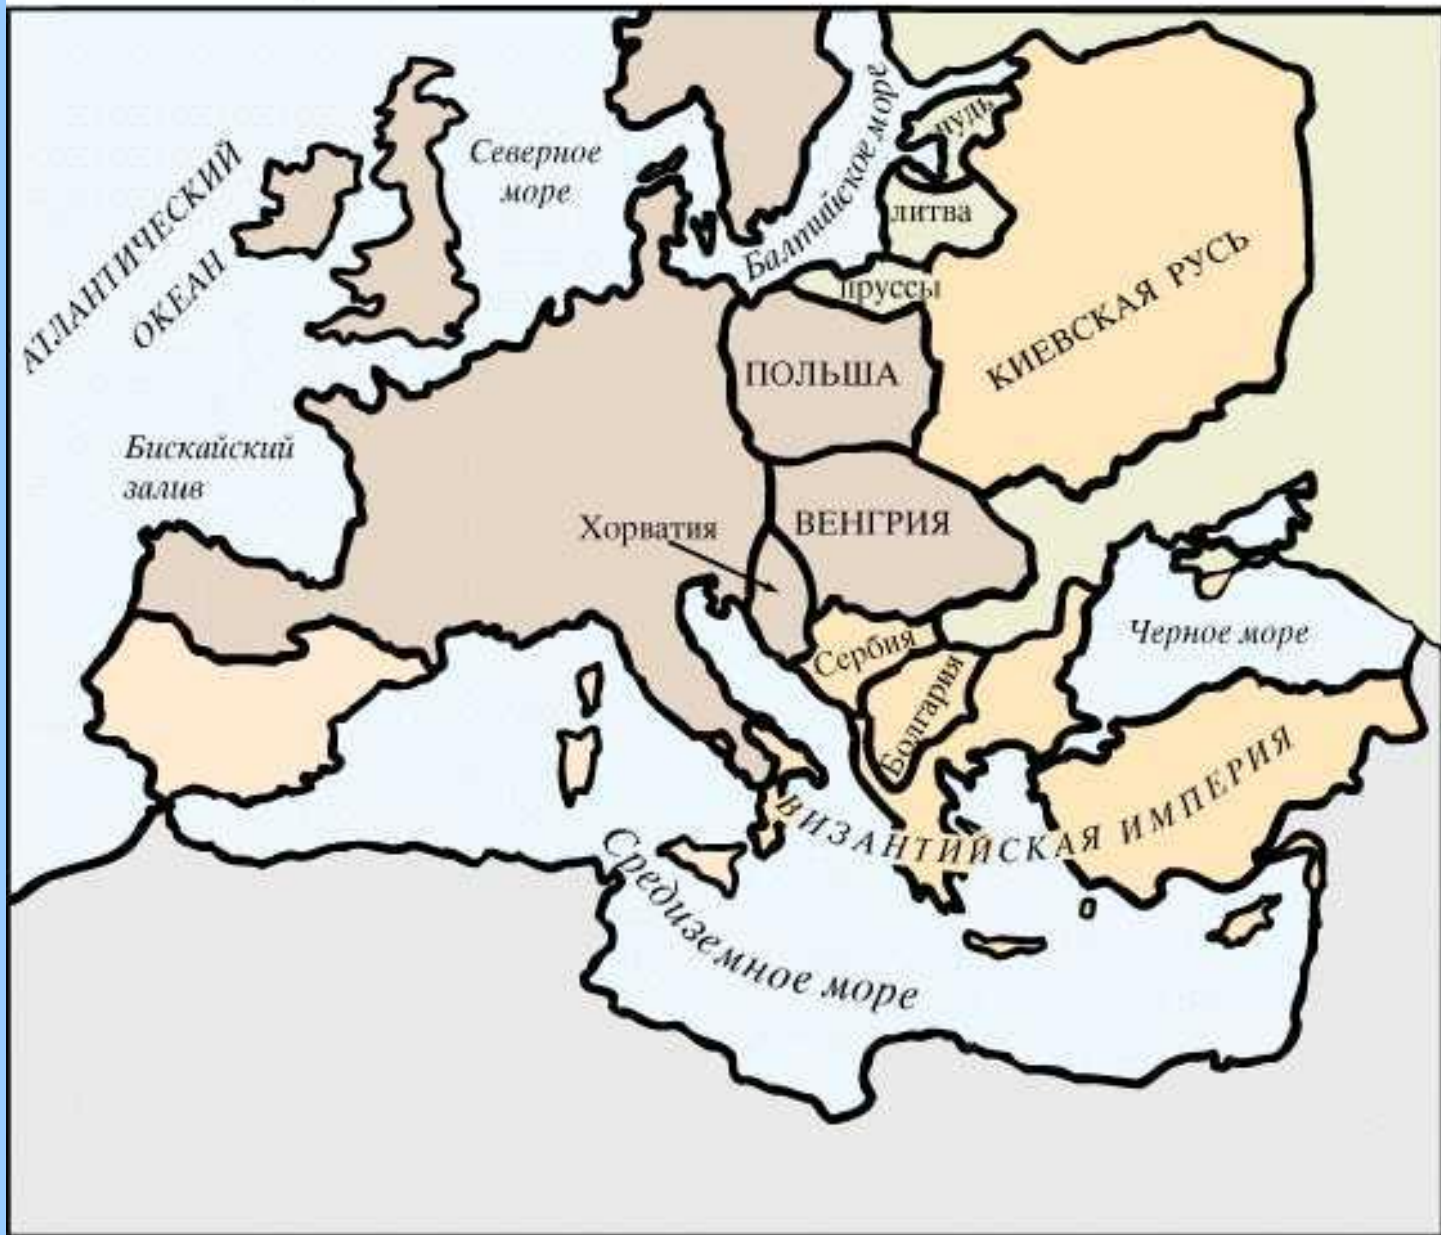 АТЛАНТИЧЕСКИЙ
ОКЕАН
Северное
море
Балтийское море
чудь
литва
пруссы
КИЕВСКАЯ РУСЬ
ПОЛЬША
Бискайский
залив
Хорватия
ВЕНГРИЯ
Сербия
Болгария
Черное море
ВИЗАНТИЙСКАЯ ИМПЕРИЯ
Средиземное море